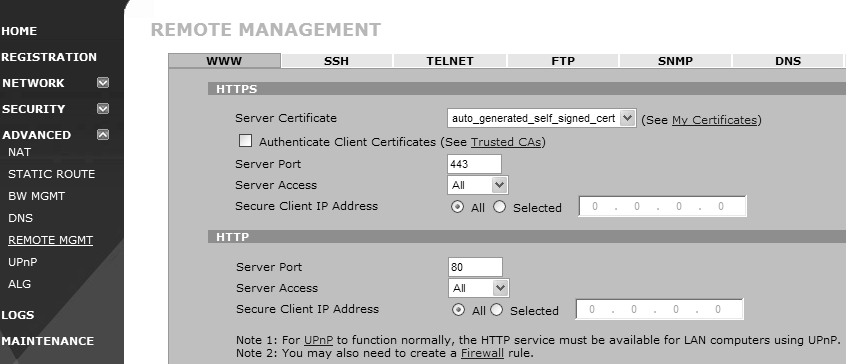 HOME
REGISTRATION
NETWORK
SECURITY
ADVANCED
NAT
STATIC ROUTE
BW MGMT
DNS
REMOTE MGMT
UPnP
ALG
LOGS
MAINTENANCE
REMOTE MANAGEMENT
WWW SSH TELNET FTP SNMP DNS
HTTPS
Server Certificate auto_generated_self_signed_cert (See My Certificates)
Authenticate Client Certificates (See Trusted CAs)
Server Port 443
Server Access All
Secure Client IP Address All Selected 0 . 0 . 0 . 0
HTTP
Server Port 80
Server Access All
Secure Client IP Address All Selected 0 . 0 . 0 . 0
Note 1: For UPnP to function normally, the HTTP service must be available for LAN computers using UPnP.
Note 2: You may also need to create a Firewall rule.